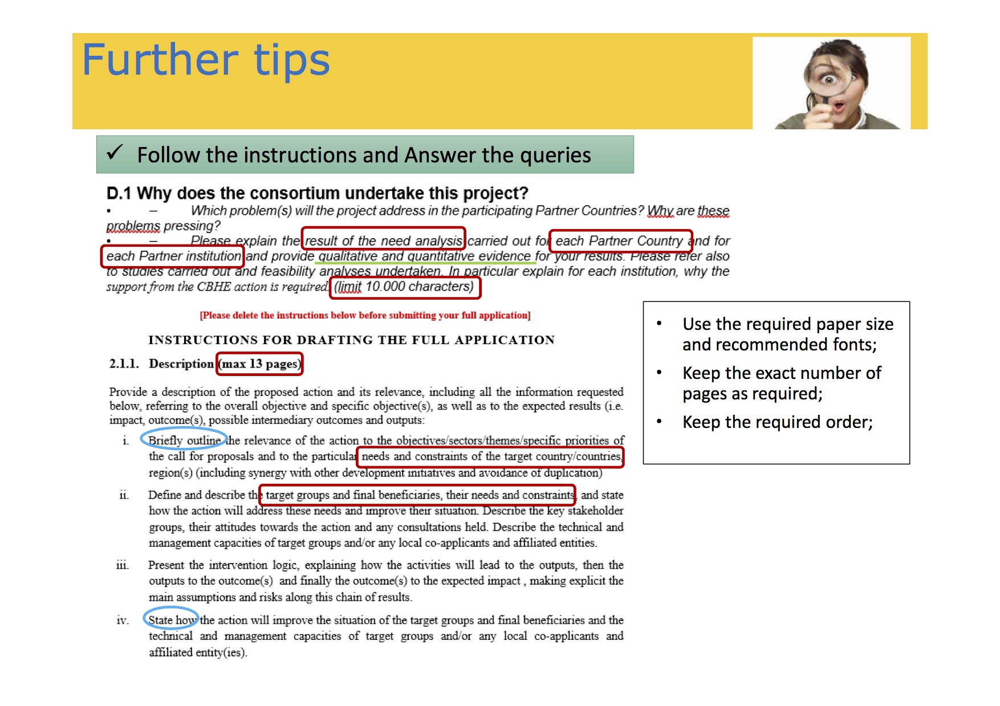 Further tips
✓ Follow the instructions and Answer the queries
D.1 Why does the consortium undertake this project?
• – Which problem(s) will the project address in the participating Partner Countries? Why are these
problems pressing?
• – Please explain the result of the need analysis carried out for each Partner Country and for
each Partner institution and provide qualitative and quantitative evidence for your results. Please refer also
to studies carried out and feasibility analyses undertaken. In particular explain for each institution, why the
support from the CBHE action is required. (limit 10.000 characters)
[Please delete the instructions below before submitting your full application]
INSTRUCTIONS FOR DRAFTING THE FULL APPLICATION
2.1.1. Description (max 13 pages)
Provide a description of the proposed action and its relevance, including all the information requested
below, referring to the overall objective and specific objective(s), as well as to the expected results (i.e.
impact, outcome(s), possible intermediary outcomes and outputs:
i. Briefly outline the relevance of the action to the objectives/sectors/themes/specific priorities of
the call for proposals and to the particular needs and constraints of the target country/countries,
region(s) (including synergy with other development initiatives and avoidance of duplication)
ii. Define and describe the target groups and final beneficiaries, their needs and constraints, and state
how the action will address these needs and improve their situation. Describe the key stakeholder
groups, their attitudes towards the action and any consultations held. Describe the technical and
management capacities of target groups and/or any local co-applicants and affiliated entities.
iii. Present the intervention logic, explaining how the activities will lead to the outputs, then the
outputs to the outcome(s) and finally the outcome(s) to the expected impact , making explicit the
main assumptions and risks along this chain of results.
iv. State how the action will improve the situation of the target groups and final beneficiaries and the
technical and management capacities of target groups and/or any local co-applicants and
affiliated entity(ies).
• Use the required paper size
and recommended fonts;
• Keep the exact number of
pages as required;
• Keep the required order;